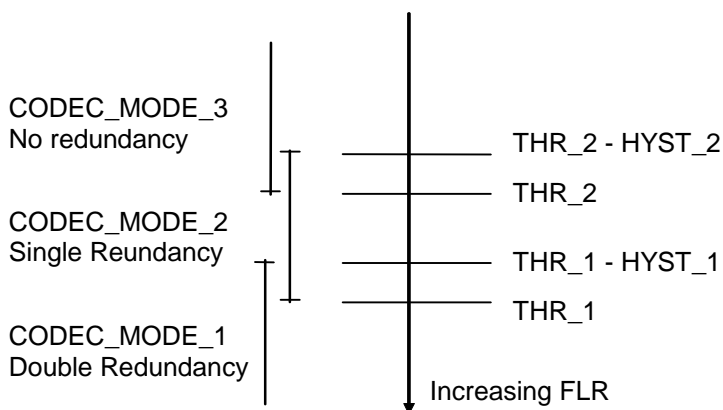 CODEC_MODE_3
No redundancy
THR_2 - HYST_2
THR_2
CODEC_MODE_2
Single Reundancy
THR_1 - HYST_1
THR_1
CODEC_MODE_1
Double Redundancy
Increasing FLR